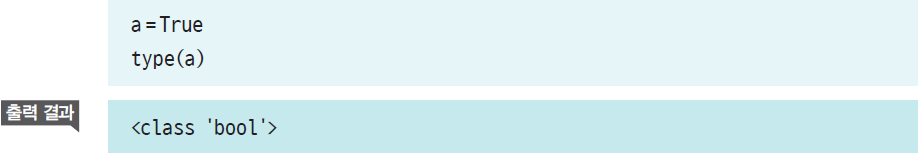 a=True
type(a)
출력 결과
<class 'bool'>